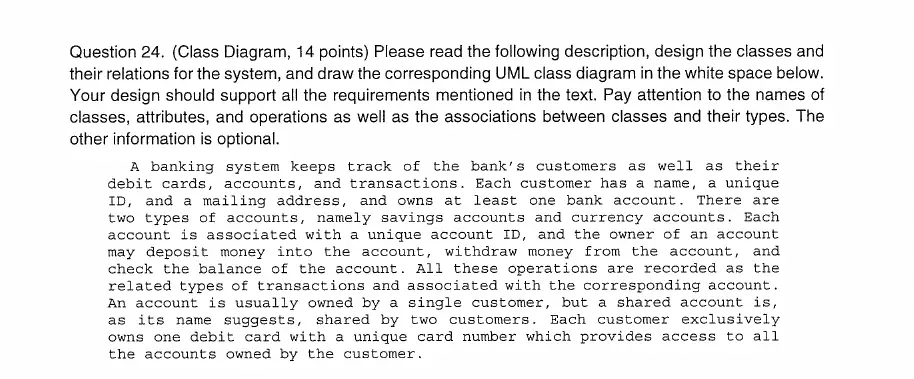 Question 24. (Class Diagram, 14 points) Please read the following description, design the classes and
their relations for the system, and draw the corresponding UML class diagram in the white space below.
Your design should support all the requirements mentioned in the text. Pay attention to the names of
classes, attributes, and operations as well as the associations between classes and their types. The
other information is optional.
A banking system keeps track of the bank's customers as well as their
debit cards, accounts, and transactions. Each customer has a name, a unique
ID, and a mailing address, and owns at least one bank account. There are
two types of accounts, namely savings accounts and currency accounts. Each
account is associated with a unique account ID, and the owner of an account
may deposit money into the account, withdraw money from the account, and
check the balance of the account. All these operations are recorded as the
related types of transactions and associated with the corresponding account.
An account is usually owned by a single customer, but a shared account is,
as its name suggests, shared by two customers. Each customer exclusively
owns one debit card with a unique card number which provides access to all
the accounts owned by the customer.